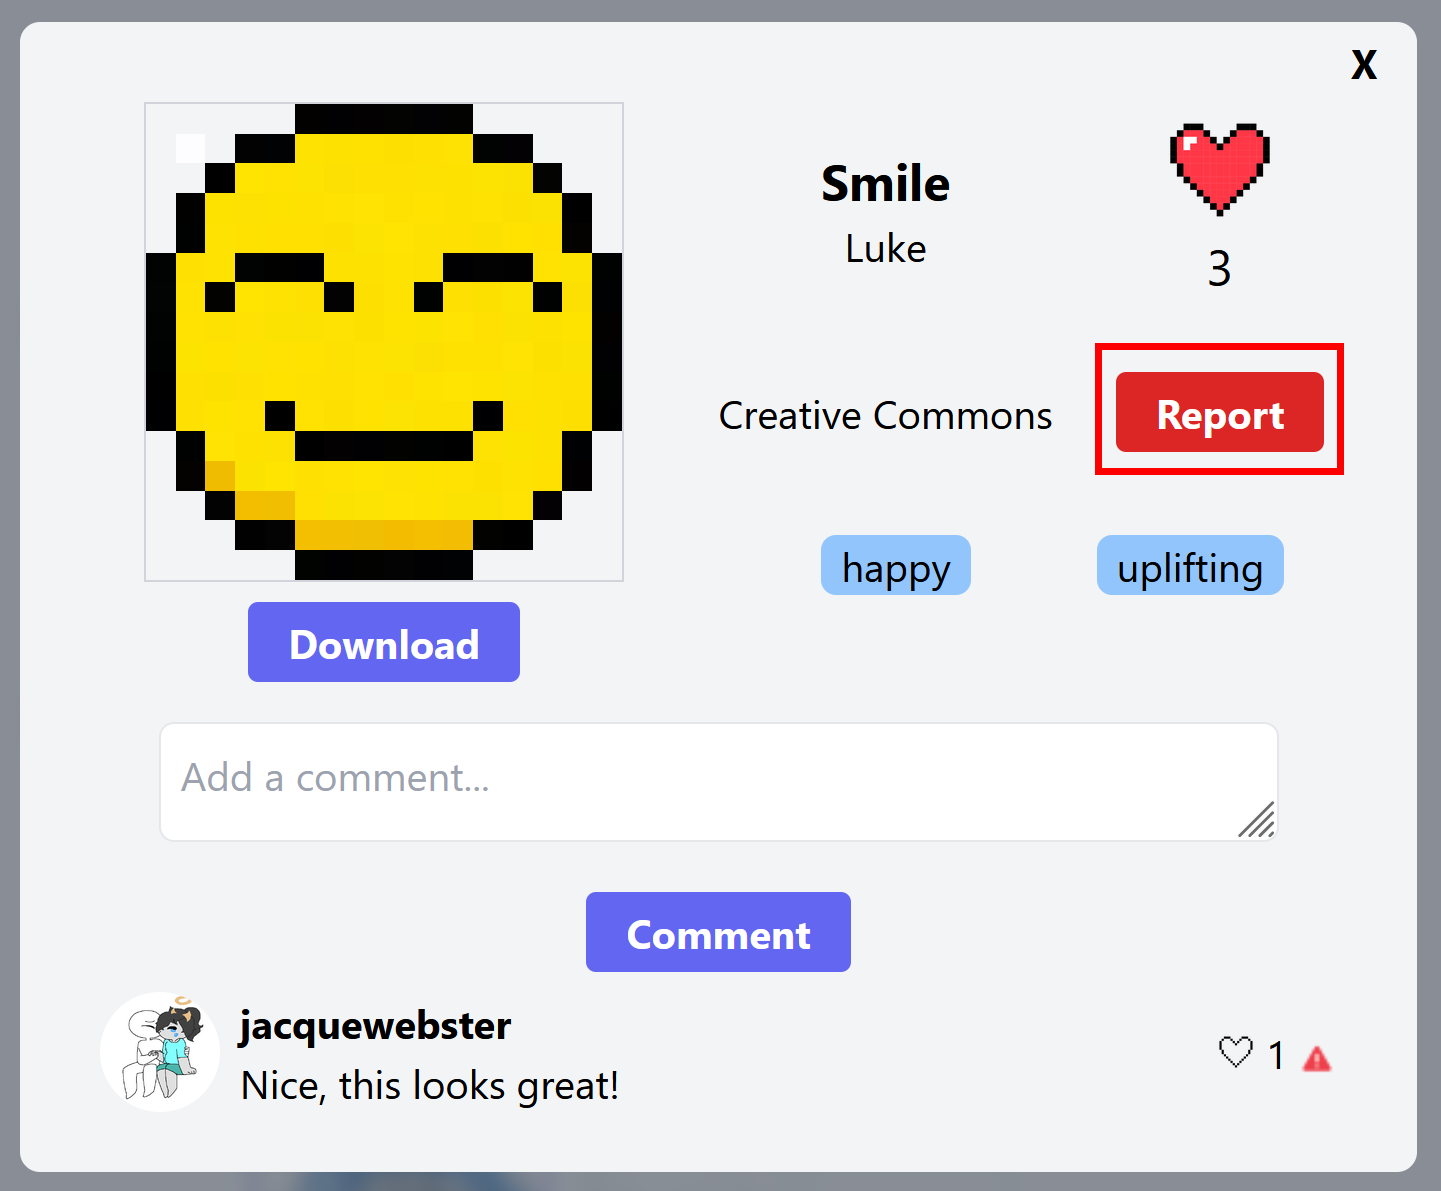 X
Smile
Luke
3
Creative Commons
Report
happy
uplifting
Download
Add a comment...
Comment
jacquewebster
Nice, this looks great!
1